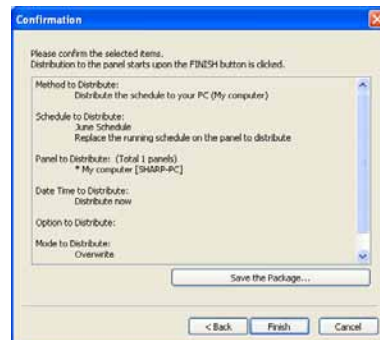 Confirmation
Please confirm the selected items.
Distribution to the panel starts upon the FINISH button is clicked.
Method to Distribute:
Distribute the schedule to your PC (My computer)
Schedule to Distribute:
June Schedule
Replace the running schedule on the panel to distribute
Panel to Distribute: (Total 1 panels)
* My computer [SHARP-PC]
Date Time to Distribute:
Distribute now
Option to Distribute:
Mode to Distribute:
Overwrite
Save the Package...
< Back
Finish
Cancel